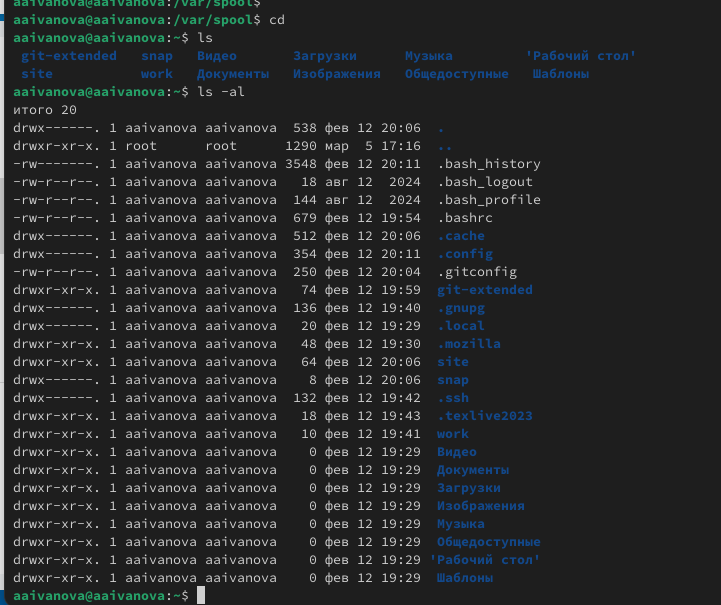 aaivanova@aaivanova:/var/spool$
aaivanova@aaivanova:/var/spool$ cd
aaivanova@aaivanova:~$ ls
git-extended snap Видео Загрузки Музыка 'Рабочий стол'
site work Документы Изображения Общедоступные Шаблоны
aaivanova@aaivanova:~$ ls -al
итого 20
drwx------. 1 aaivanova aaivanova 538 фев 12 20:06 .
drwxr-xr-x. 1 root root 1290 мар 5 17:16 ..
-rw-------. 1 aaivanova aaivanova 3548 фев 12 20:11 .bash_history
-rw-r--r--. 1 aaivanova aaivanova 18 авг 12 2024 .bash_logout
-rw-r--r--. 1 aaivanova aaivanova 144 авг 12 2024 .bash_profile
-rw-r--r--. 1 aaivanova aaivanova 679 фев 12 19:54 .bashrc
drwx------. 1 aaivanova aaivanova 512 фев 12 20:06 .cache
drwx------. 1 aaivanova aaivanova 354 фев 12 20:11 .config
-rw-r--r--. 1 aaivanova aaivanova 250 фев 12 20:04 .gitconfig
drwxr-xr-x. 1 aaivanova aaivanova 74 фев 12 19:59 git-extended
drwx------. 1 aaivanova aaivanova 136 фев 12 19:40 .gnupg
drwx------. 1 aaivanova aaivanova 20 фев 12 19:29 .local
drwxr-xr-x. 1 aaivanova aaivanova 48 фев 12 19:30 .mozilla
drwxr-xr-x. 1 aaivanova aaivanova 64 фев 12 20:06 site
drwx------. 1 aaivanova aaivanova 8 фев 12 20:06 snap
drwx------. 1 aaivanova aaivanova 132 фев 12 19:42 .ssh
drwxr-xr-x. 1 aaivanova aaivanova 18 фев 12 19:43 .texlive2023
drwxr-xr-x. 1 aaivanova aaivanova 10 фев 12 19:41 work
drwxr-xr-x. 1 aaivanova aaivanova 0 фев 12 19:29 Видео
drwxr-xr-x. 1 aaivanova aaivanova 0 фев 12 19:29 Документы
drwxr-xr-x. 1 aaivanova aaivanova 0 фев 12 19:29 Загрузки
drwxr-xr-x. 1 aaivanova aaivanova 0 фев 12 19:29 Изображения
drwxr-xr-x. 1 aaivanova aaivanova 0 фев 12 19:29 Музыка
drwxr-xr-x. 1 aaivanova aaivanova 0 фев 12 19:29 Общедоступные
drwxr-xr-x. 1 aaivanova aaivanova 0 фев 12 19:29 'Рабочий стол'
drwxr-xr-x. 1 aaivanova aaivanova 0 фев 12 19:29 Шаблоны
aaivanova@aaivanova:~$